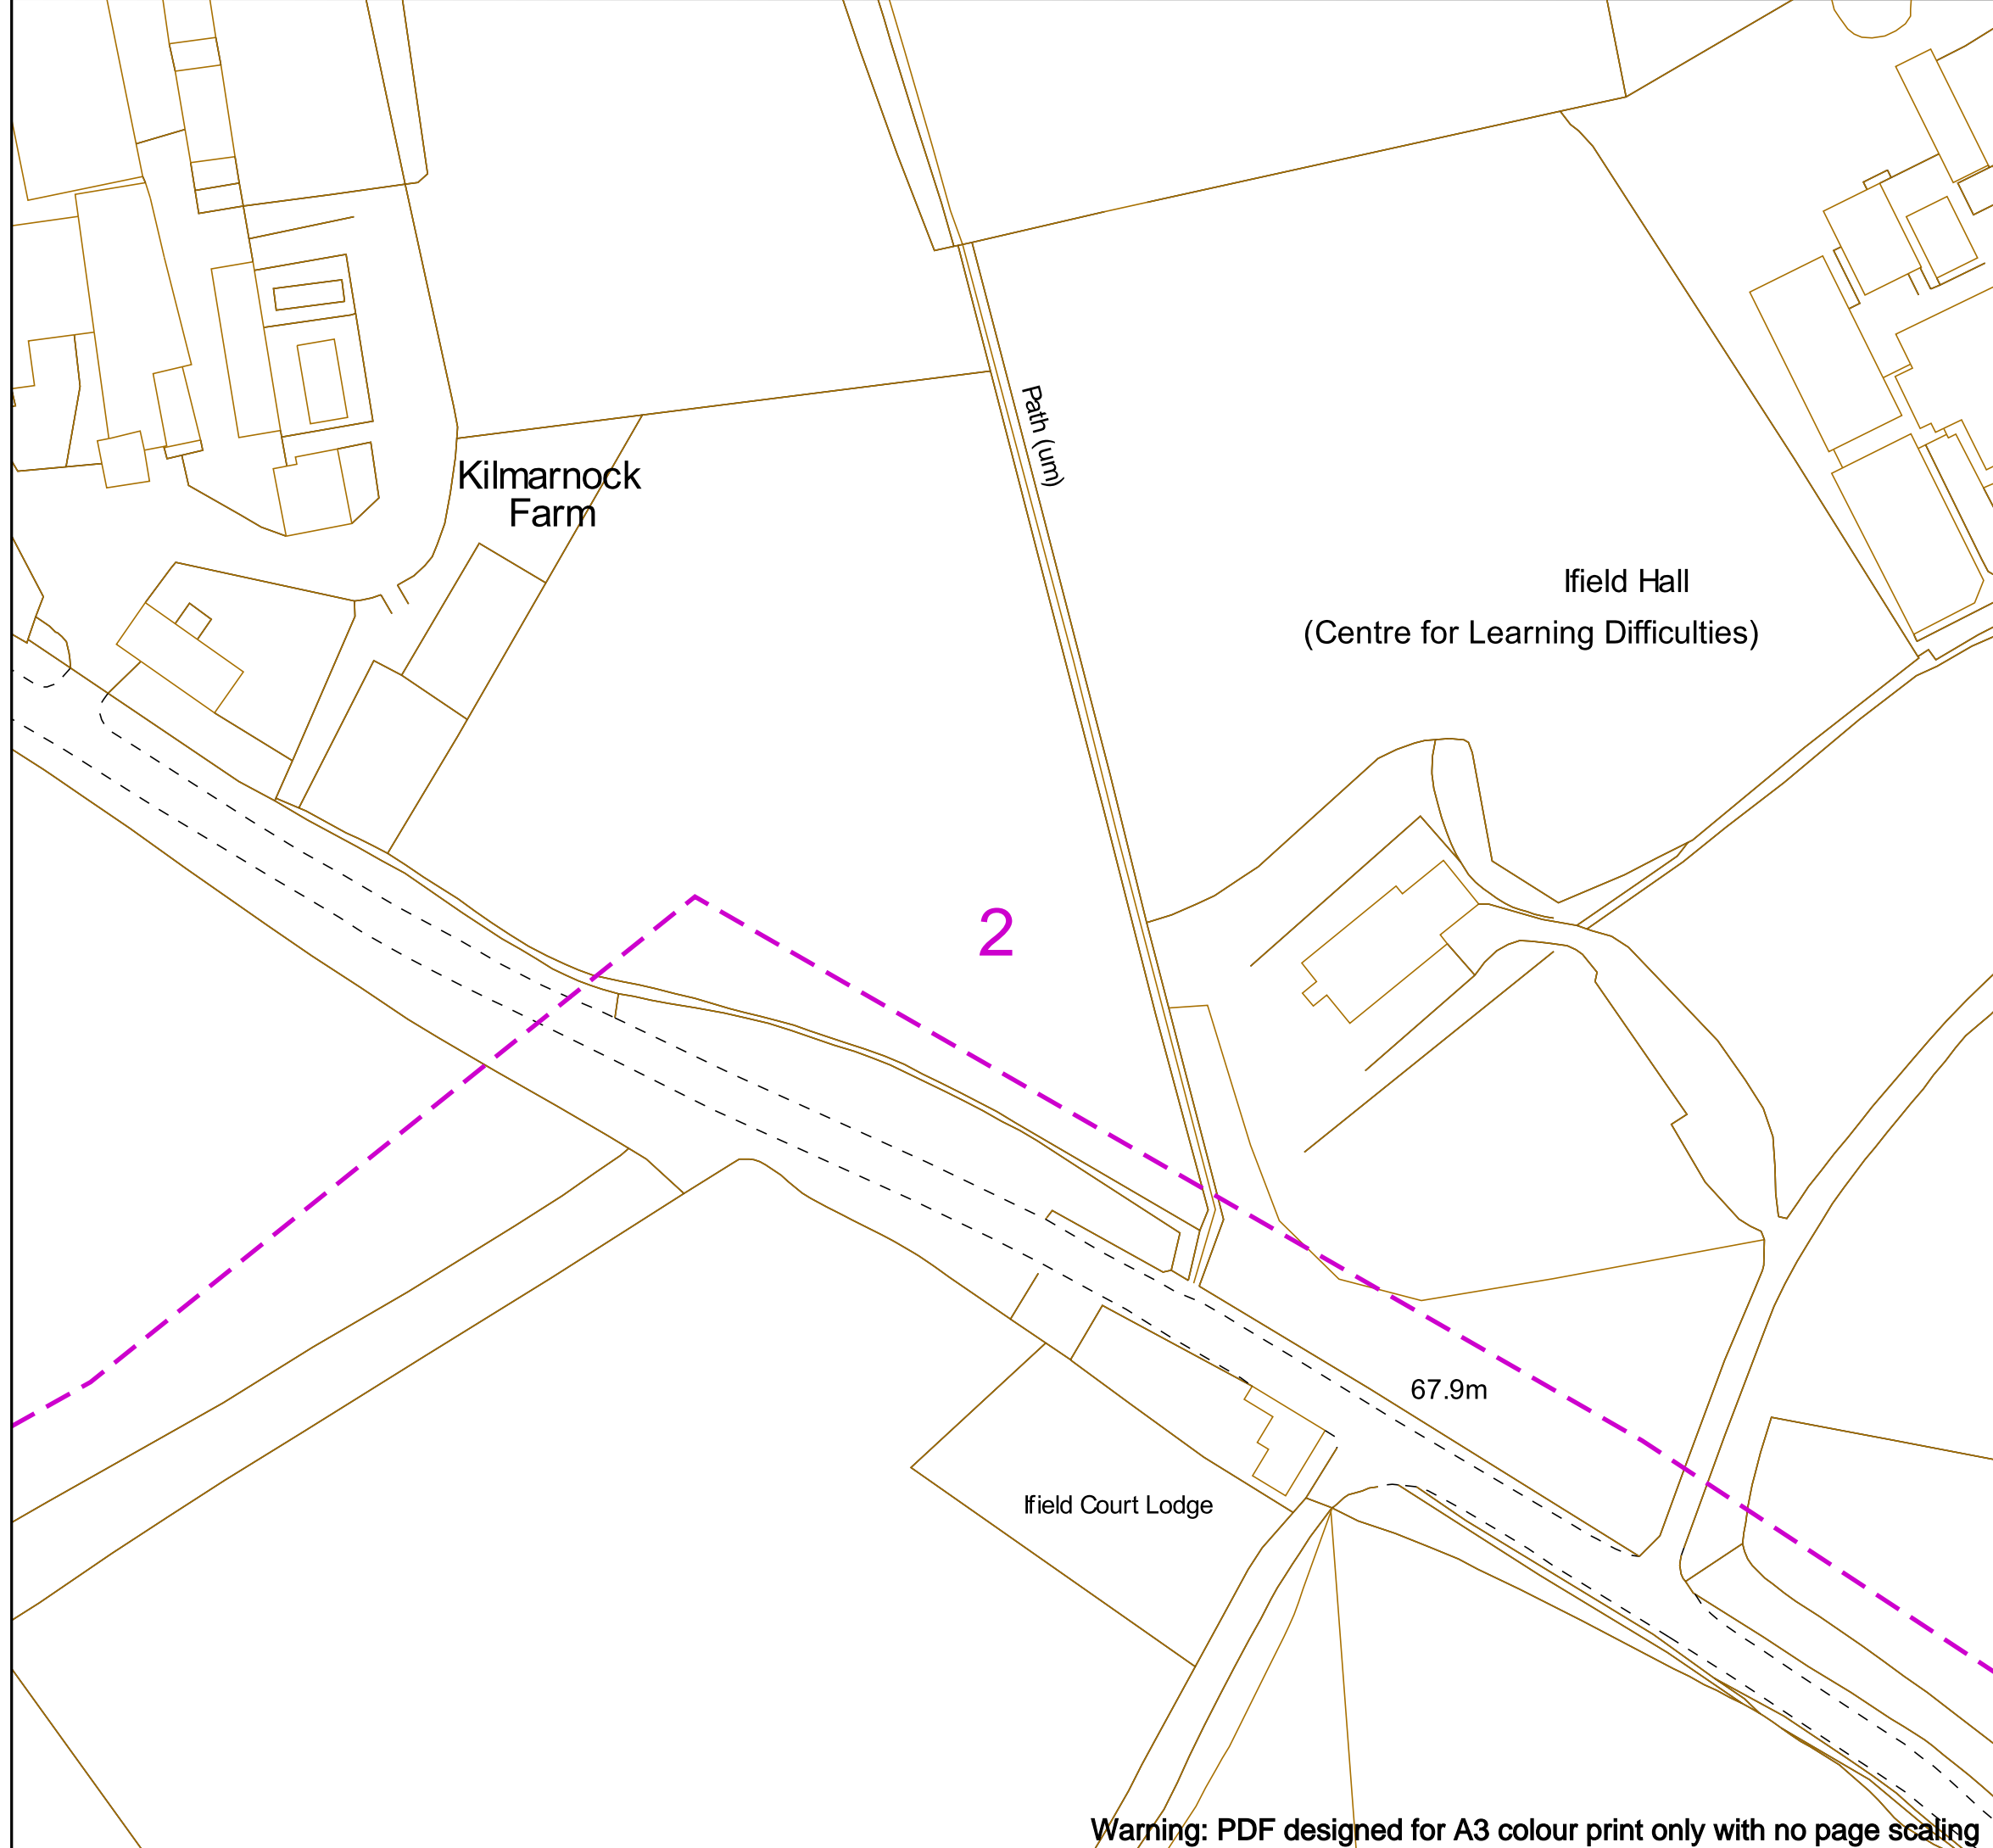 Kilmarnock
Farm
Path (um)
Ifield Hall
(Centre for Learning Difficulties)
2
67.9m
Ifield Court Lodge
Warning: PDF designed for A3 colour print only with no page scaling